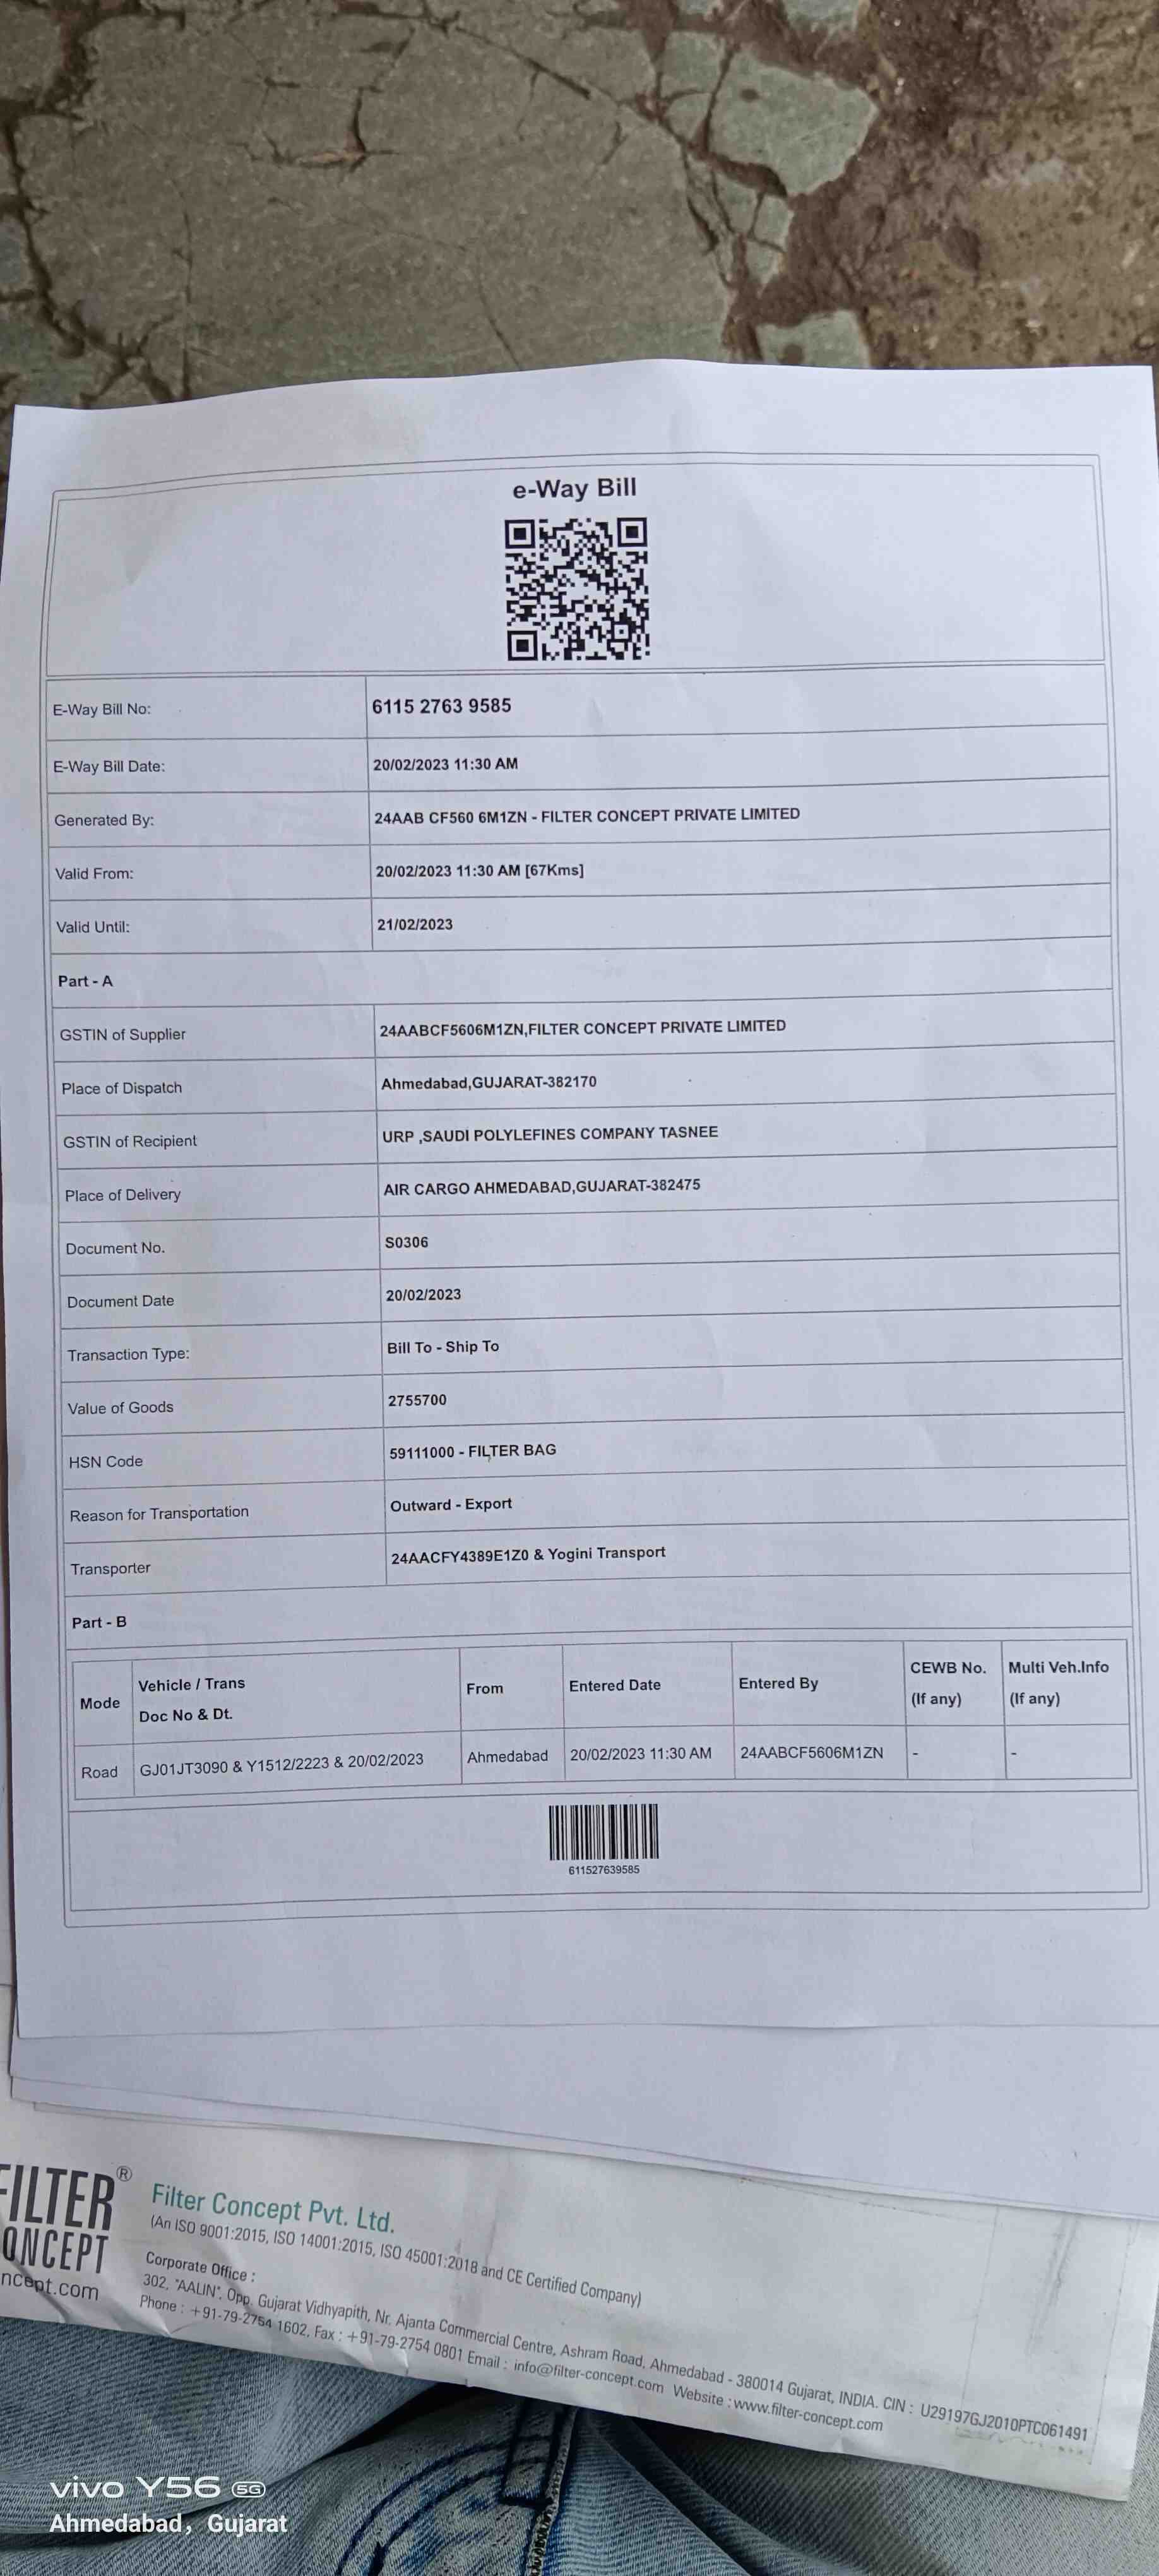 e-Way Bill
E-Way Bill No: 6115 2763 9585
E-Way Bill Date: 20/02/2023 11:30 AM
Generated By: 24AAB CF560 6M1ZN - FILTER CONCEPT PRIVATE LIMITED
Valid From: 20/02/2023 11:30 AM [67Kms]
Valid Until: 21/02/2023
Part - A
GSTIN of Supplier 24AABCF5606M1ZN,FILTER CONCEPT PRIVATE LIMITED
Place of Dispatch Ahmedabad,GUJARAT-382170
GSTIN of Recipient URP ,SAUDI POLYLEFINES COMPANY TASNEE
Place of Delivery AIR CARGO AHMEDABAD,GUJARAT-382475
Document No. S0306
Document Date 20/02/2023
Transaction Type: Bill To - Ship To
Value of Goods 2755700
HSN Code 59111000 - FILTER BAG
Reason for Transportation Outward - Export
Transporter 24AACFY4389E1Z0 & Yogini Transport
Part - B
Mode Vehicle / Trans Doc No & Dt. From Entered Date Entered By CEWB No. (If any) Multi Veh.Info (If any)
Road GJ01JT3090 & Y1512/2223 & 20/02/2023 Ahmedabad 20/02/2023 11:30 AM 24AABCF5606M1ZN - -
611527639585
FILTER®
ONCEPT
ncept.com
Filter Concept Pvt. Ltd.
(An ISO 9001:2015, ISO 14001:2015, ISO 45001:2018 and CE Certified Company)
Corporate Office :
302, "AALIN", Opp. Gujarat Vidhyapith, Nr. Ajanta Commercial Centre, Ashram Road, Ahmedabad - 380014 Gujarat, INDIA. CIN : U29197GJ2010PTC061491
Phone : +91-79-2754 1602, Fax : +91-79-2754 0801 Email : info@filter-concept.com Website : www.filter-concept.com
vivo Y56 5G
Ahmedabad, Gujarat